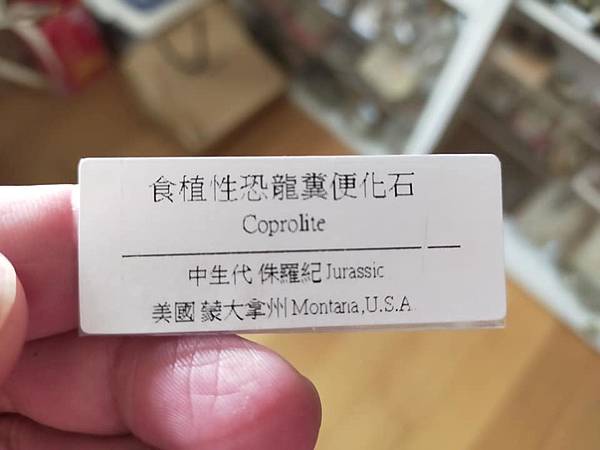 食植性恐龍糞便化石
Coprolite
中生代 侏羅紀 Jurassic
美國 蒙大拿州 Montana,U.S.A.